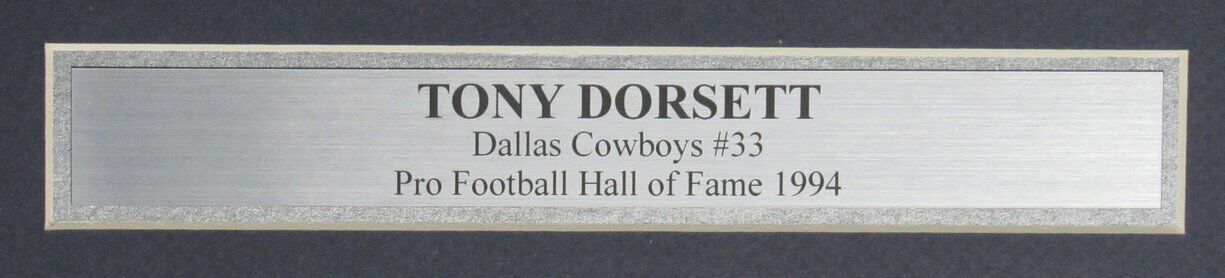 TONY DORSETT
Dallas Cowboys #33
Pro Football Hall of Fame 1994